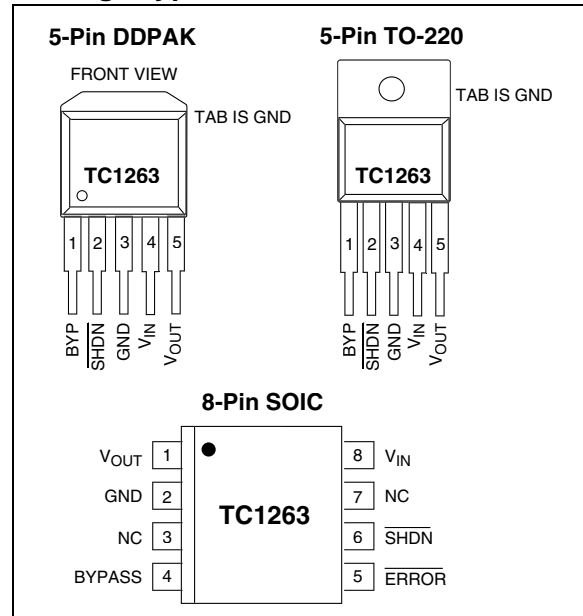 5-Pin DDPAK
FRONT VIEW
TAB IS GND
TC1263
1 2 3 4 5
BYP
SHDN
GND
VIN
VOUT
5-Pin TO-220
TAB IS GND
TC1263
1 2 3 4 5
BYP
SHDN
GND
VIN
VOUT
8-Pin SOIC
VOUT 1
GND 2
NC 3
BYPASS 4
TC1263
8 VIN
7 NC
6 SHDN
5 ERROR